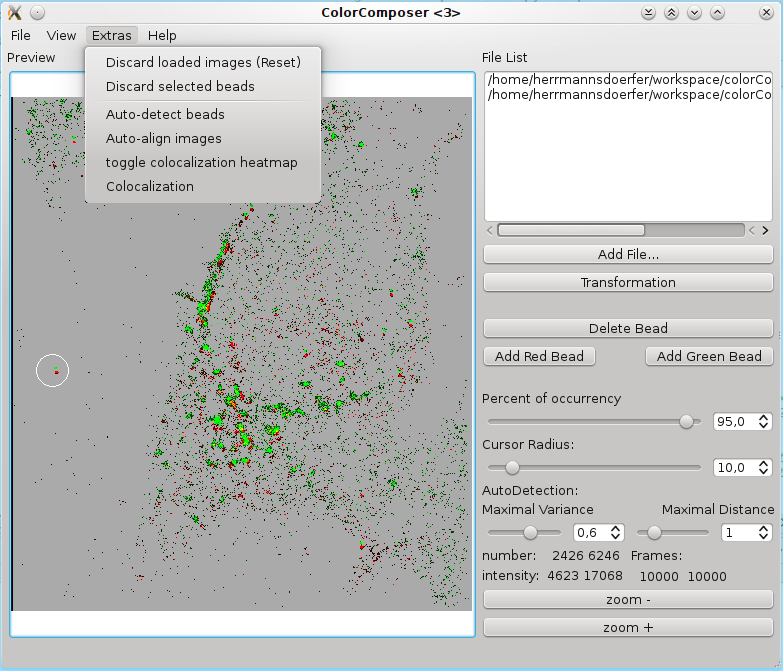 ColorComposer <3>
File View Extras Help
Preview
Discard loaded images (Reset)
Discard selected beads
Auto-detect beads
Auto-align images
toggle colocalization heatmap
Colocalization
File List
/home/herrmannsdoerfer/workspace/colorCo
/home/herrmannsdoerfer/workspace/colorCo
Add File...
Transformation
Delete Bead
Add Red Bead Add Green Bead
Percent of occurrency
95,0
Cursor Radius:
10,0
AutoDetection:
Maximal Variance Maximal Distance
0,6 1
number: 2426 6246 Frames:
intensity: 4623 17068 10000 10000
zoom -
zoom +